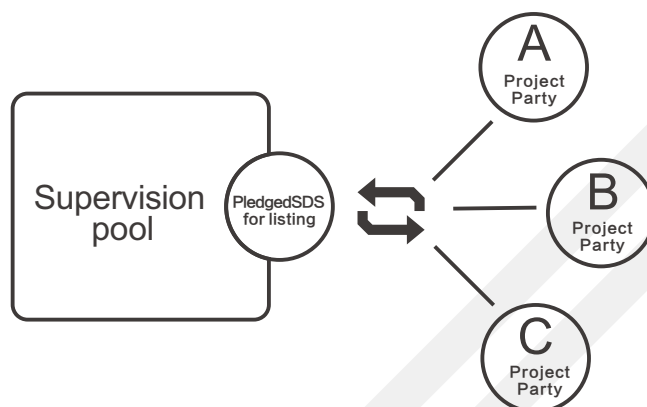 Supervision
pool
PledgedSDS
for listing
A
Project
Party
B
Project
Party
C
Project
Party